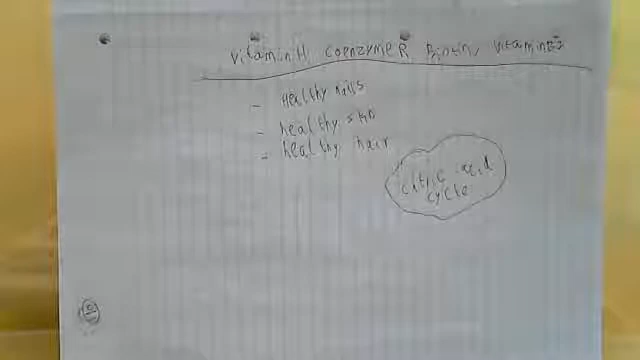 Vitamin H, Coenzyme R Biotin, Vitamin B7
- Healthy nails
- healthy skin
- healthy hair
citric acid
cycle